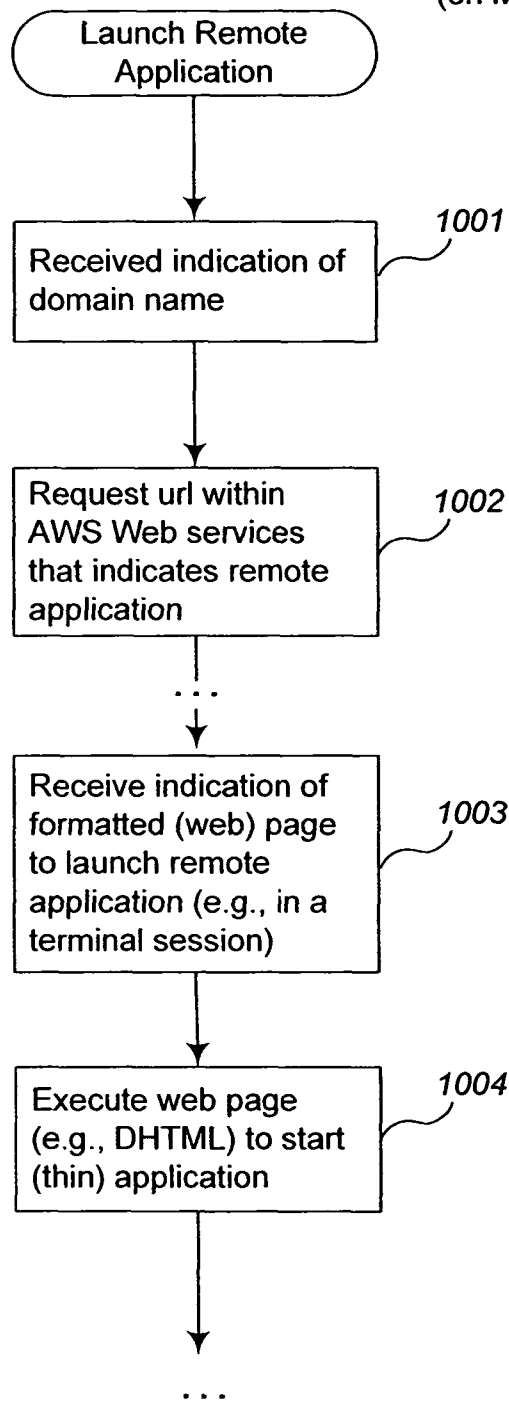 Launch Remote
Application
1001
Received indication of
domain name
1002
Request url within
AWS Web services
that indicates remote
application
. . .
1003
Receive indication of
formatted (web) page
to launch remote
application (e.g., in a
terminal session)
1004
Execute web page
(e.g., DHTML) to start
(thin) application
. . .